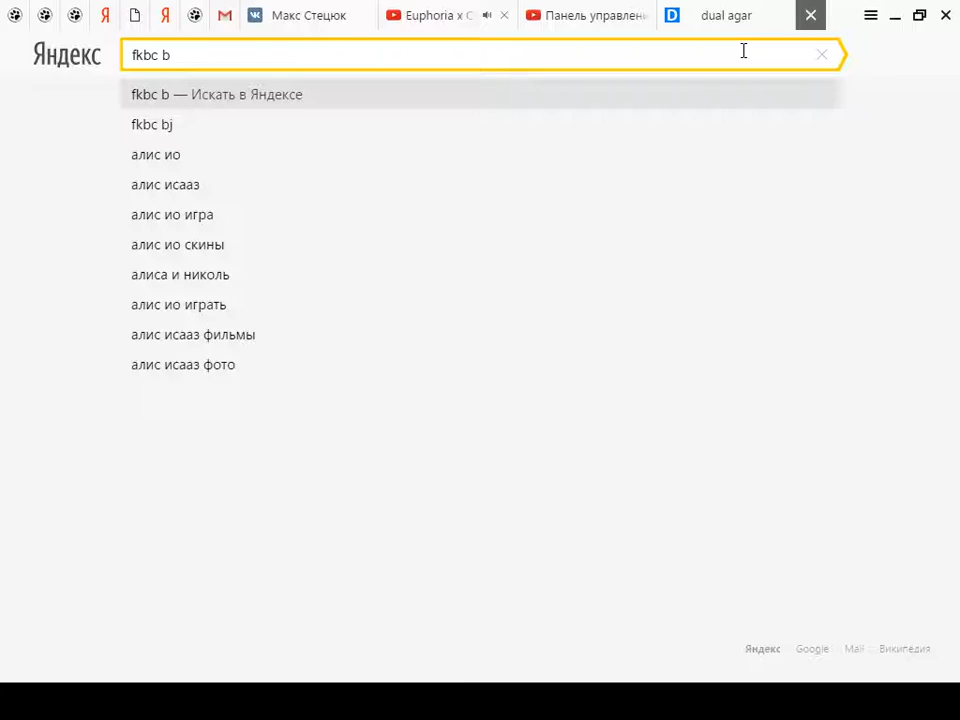 Макс Стецюк
Euphoria x C
Панель управлен
D
dual agar
Яндекс
fkbc b
fkbc b — Искать в Яндексе
fkbc bj
алис ио
алис исааз
алис ио игра
алис ио скины
алиса и николь
алис ио играть
алис исааз фильмы
алис исааз фото
Яндекс Google Mail Википедия